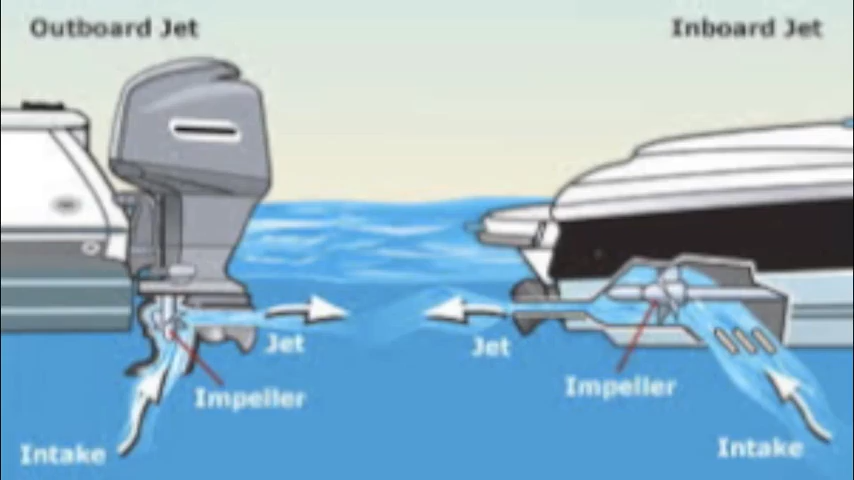 Outboard Jet
Inboard Jet
Jet
Jet
Impeller
Impeller
Intake
Intake